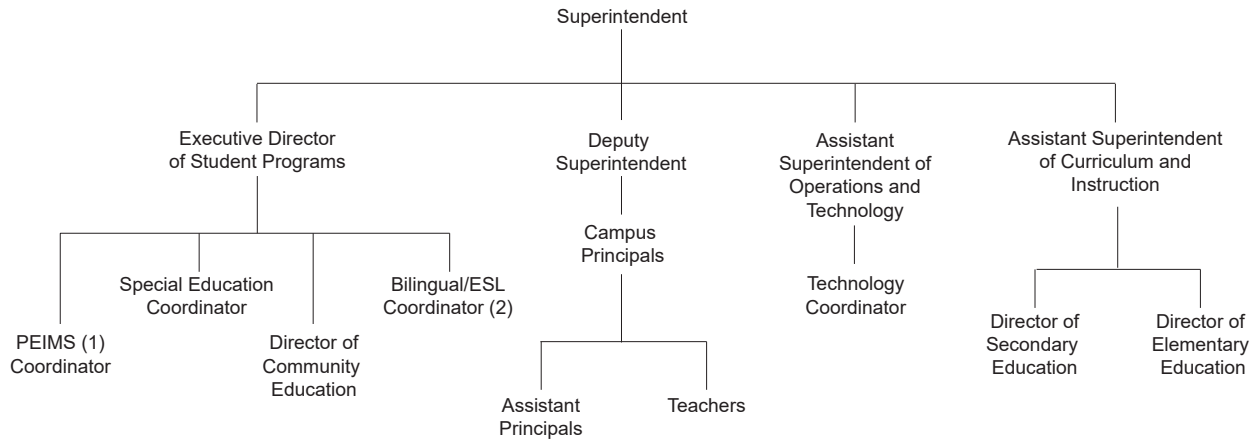 Superintendent
Executive Director
of Student Programs
Deputy
Superintendent
Assistant
Superintendent of
Operations and
Technology
Assistant Superintendent
of Curriculum and
Instruction
Campus
Principals
Special Education
Coordinator
Bilingual/ESL
Coordinator (2)
Technology
Coordinator
PEIMS (1)
Coordinator
Director of
Community
Education
Director of
Secondary
Education
Director of
Elementary
Education
Assistant
Principals
Teachers